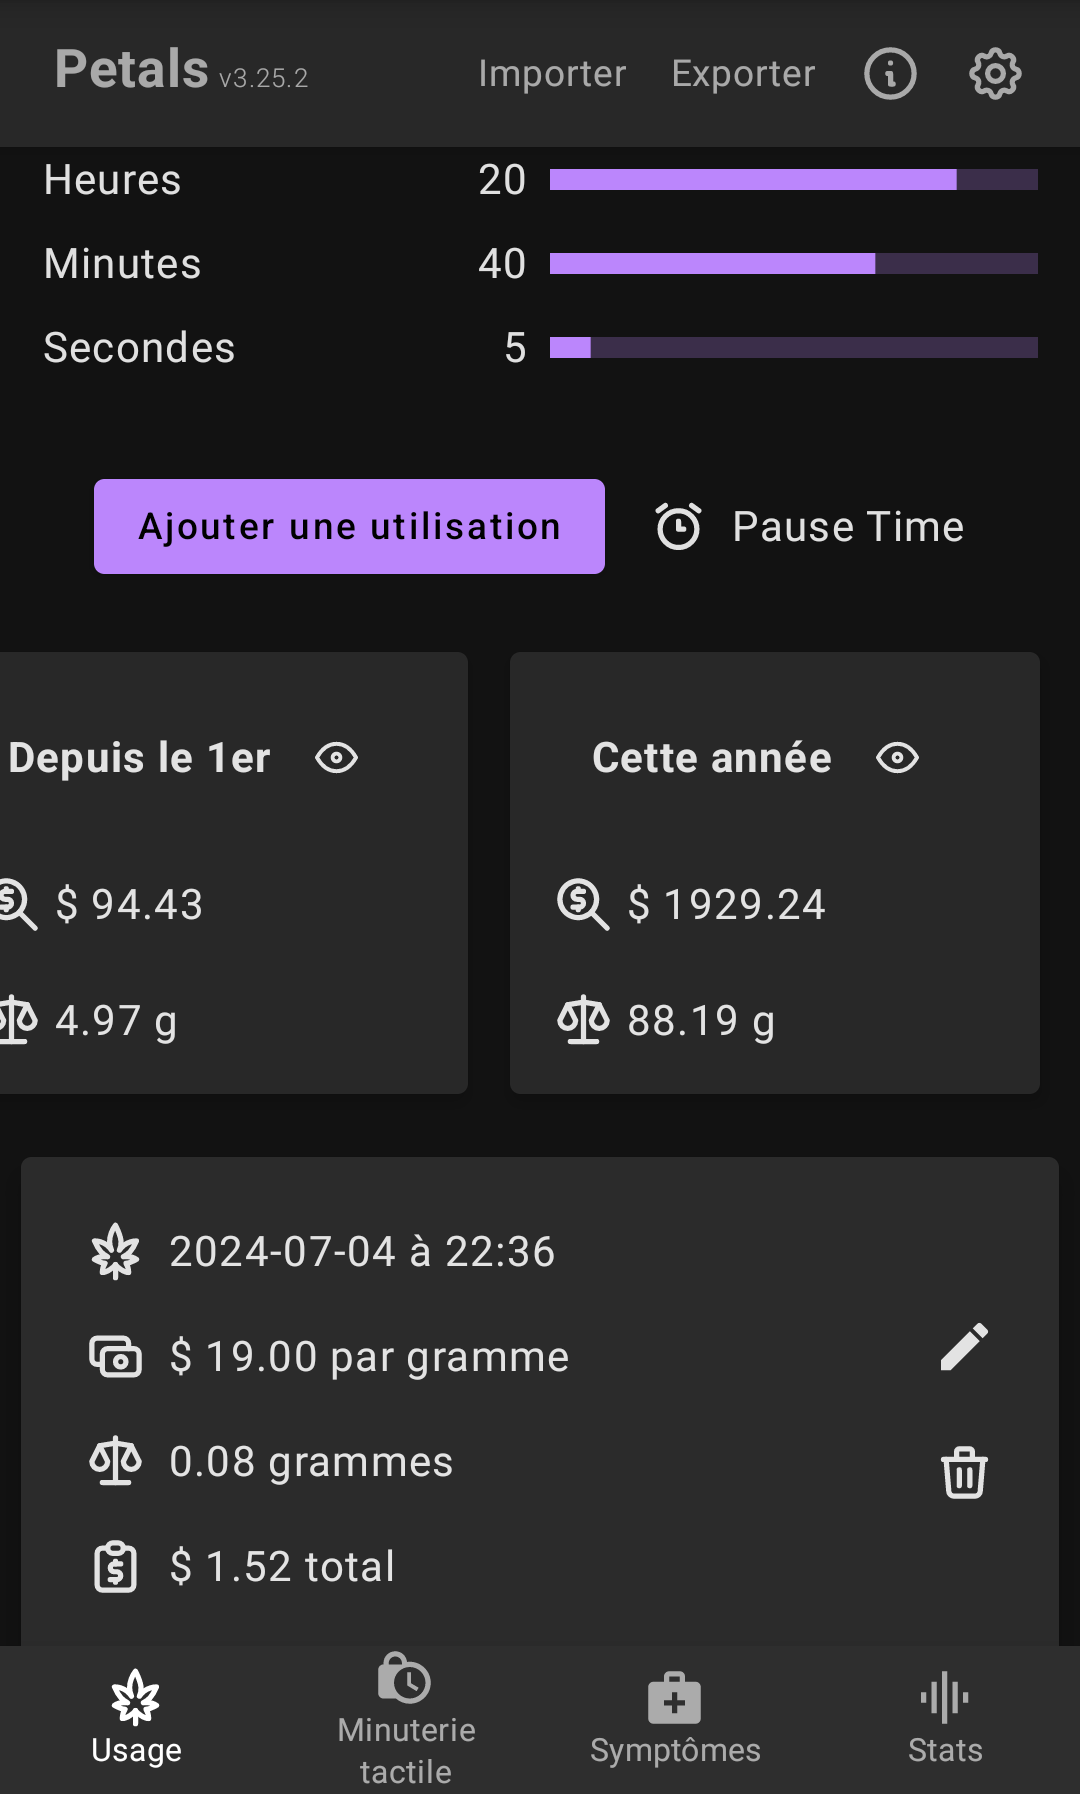 Petals v3.25.2 Importer Exporter
Heures 20
Minutes 40
Secondes 5
Ajouter une utilisation Pause Time
Depuis le 1er
$ 94.43
4.97 g
Cette année
$ 1929.24
88.19 g
2024-07-04 à 22:36
$ 19.00 par gramme
0.08 grammes
$ 1.52 total
Usage
Minuterie
tactile
Symptômes
Stats